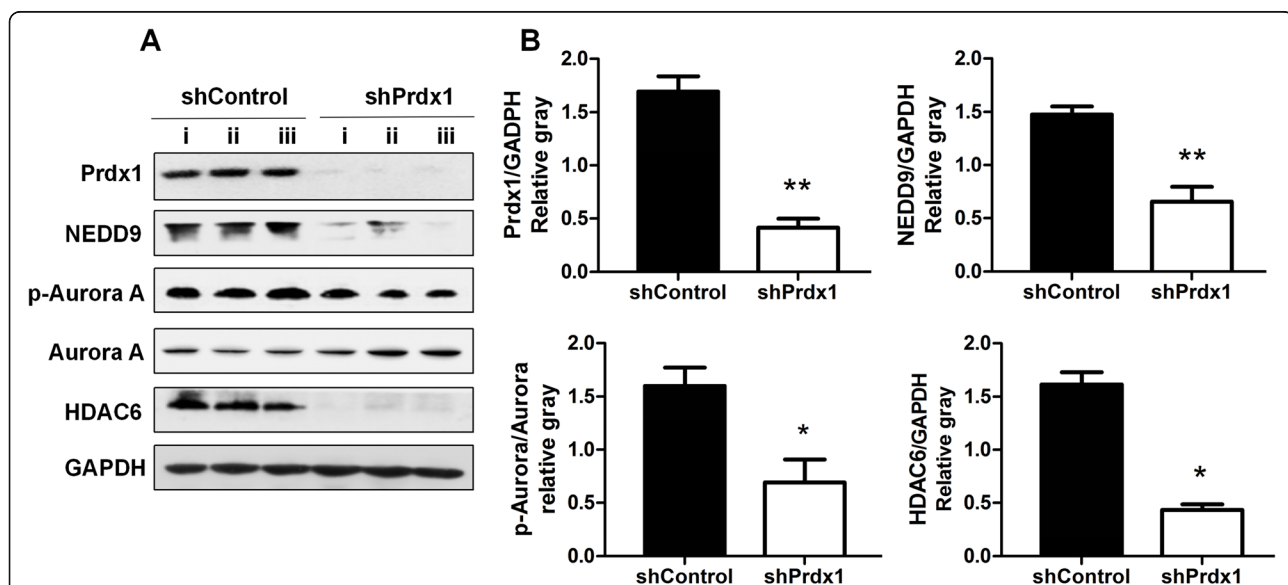 A
shControl shPrdx1
i ii iii i ii iii
Prdx1
NEDD9
p-Aurora A
Aurora A
HDAC6
GAPDH
B
Prdx1/GADPH
Relative gray
2.0
1.5
1.0
0.5
0.0
**
shControl shPrdx1
NEDD9/GAPDH
Relative gray
2.0
1.5
1.0
0.5
0.0
**
shControl shPrdx1
p-Aurora/Aurora
relative gray
2.0
1.5
1.0
0.5
0.0
*
shControl shPrdx1
HDAC6/GAPDH
Relative gray
2.0
1.5
1.0
0.5
0.0
*
shControl shPrdx1